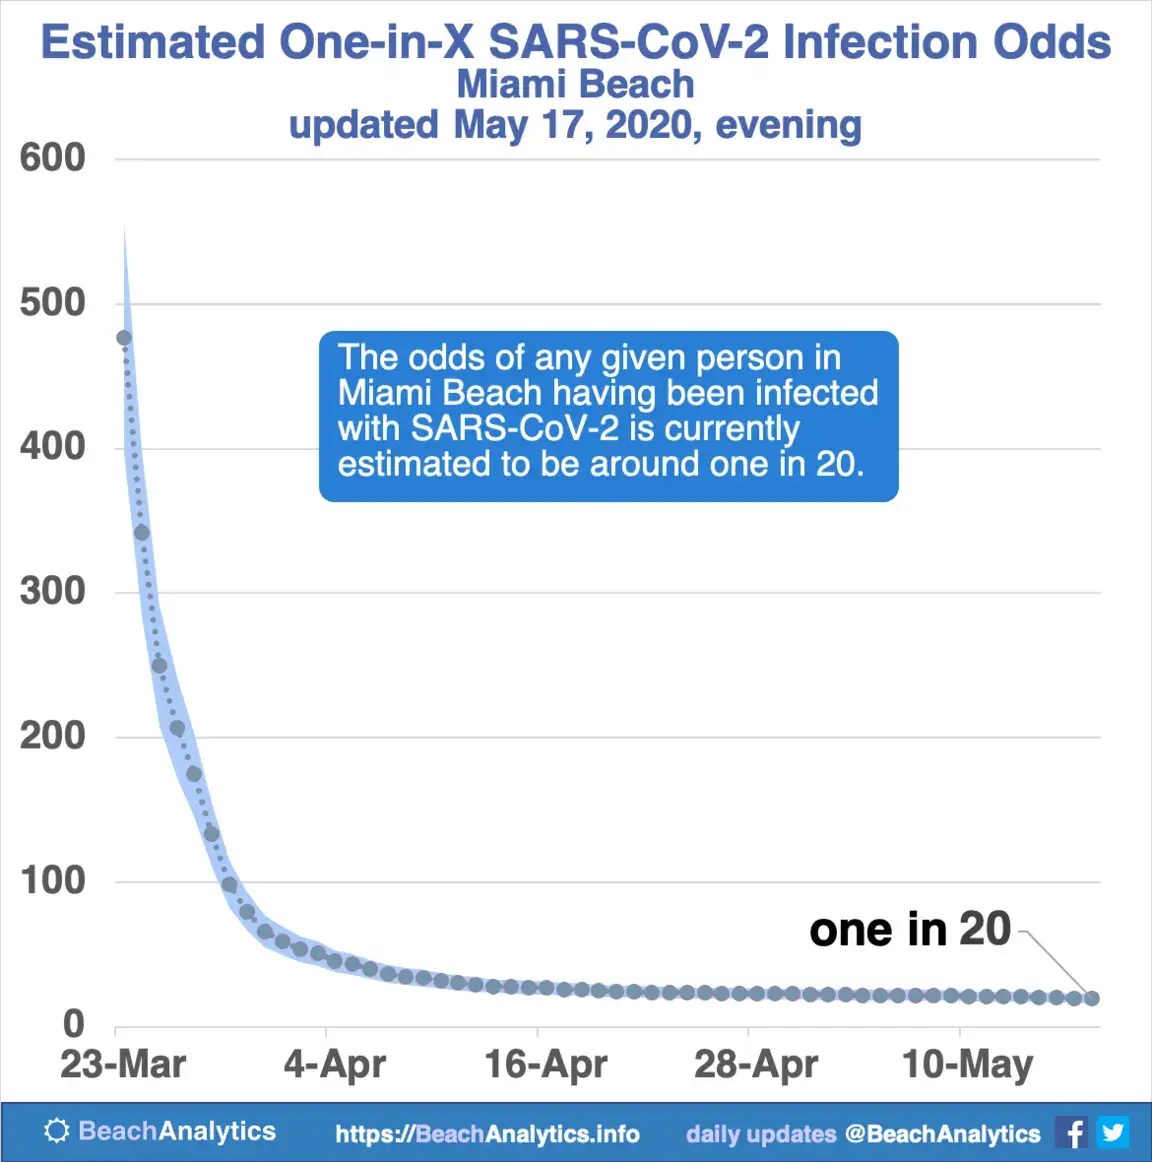 Estimated One-in-X SARS-CoV-2 Infection Odds
Miami Beach
updated May 17, 2020, evening
600
500
The odds of any given person in
Miami Beach having been infected
with SARS-CoV-2 is currently
estimated to be around one in 20.
400
300
200
100
one in 20
0
23-Mar 4-Apr 16-Apr 28-Apr 10-May
BeachAnalytics https://BeachAnalytics.info daily updates @BeachAnalytics